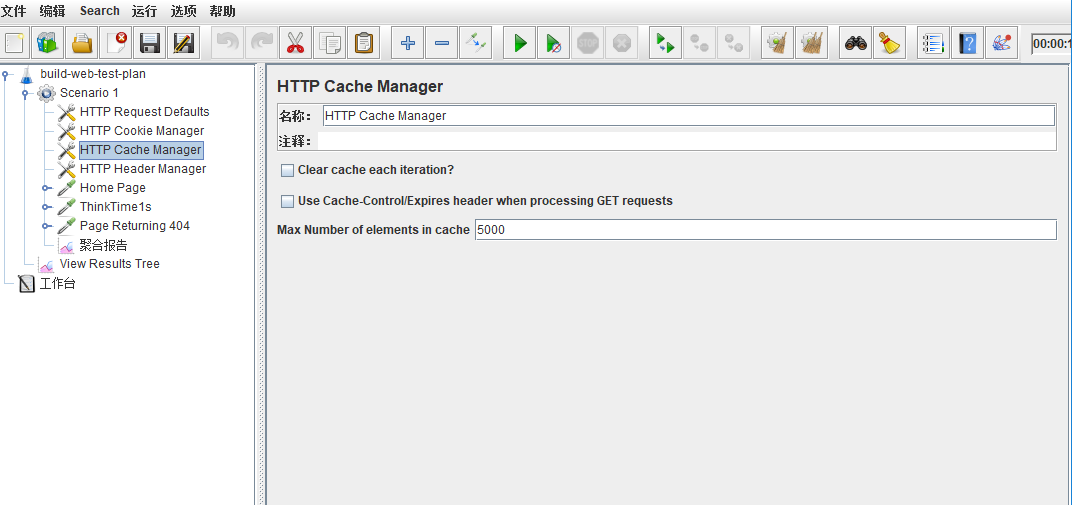 文件 编辑 Search 运行 选项 帮助
00:00:1
build-web-test-plan
Scenario 1
HTTP Request Defaults
HTTP Cookie Manager
HTTP Cache Manager
HTTP Header Manager
Home Page
ThinkTime1s
Page Returning 404
聚合报告
View Results Tree
工作台
HTTP Cache Manager
名称： HTTP Cache Manager
注释：
Clear cache each iteration?
Use Cache-Control/Expires header when processing GET requests
Max Number of elements in cache 5000